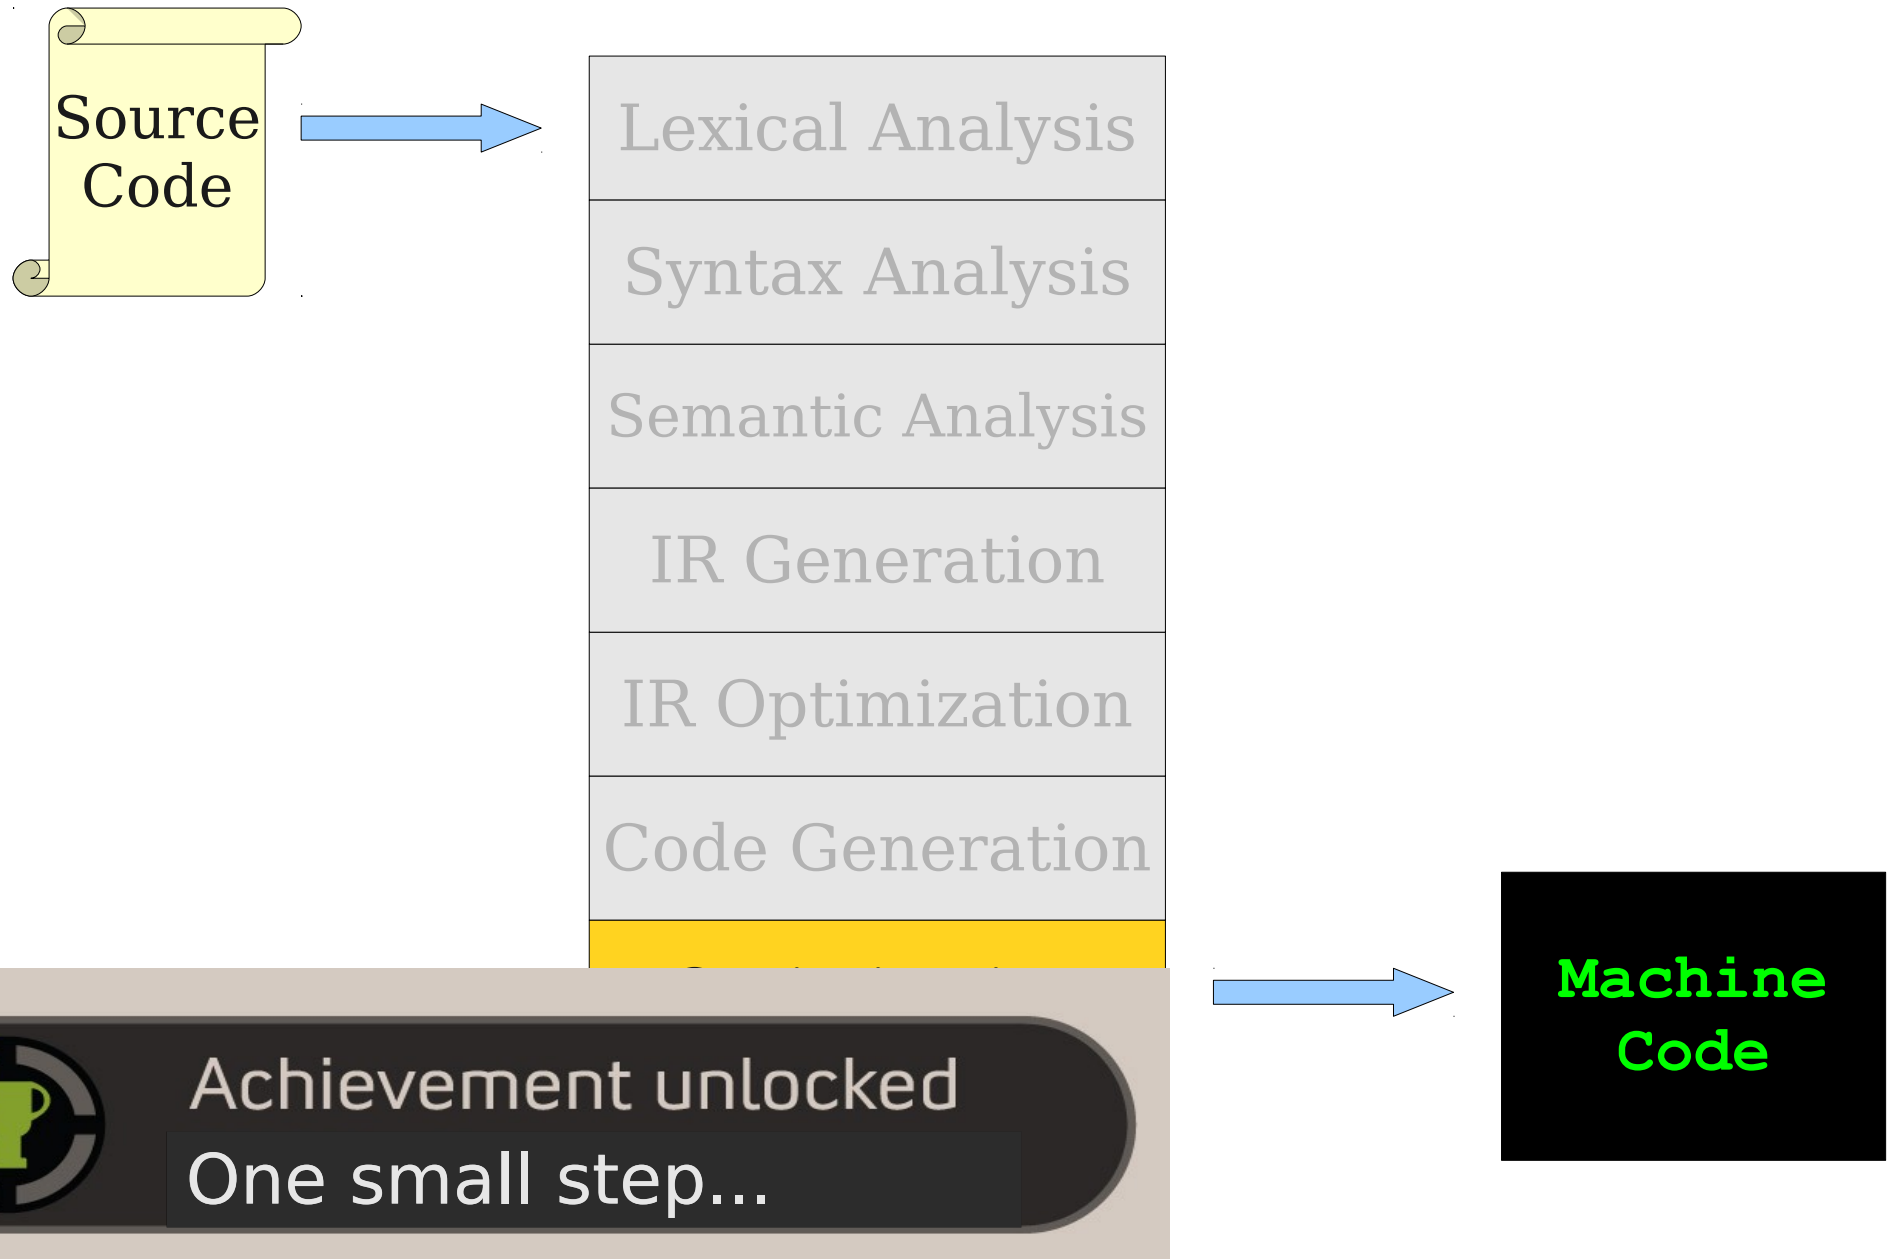 Source
Code
Lexical Analysis
Syntax Analysis
Semantic Analysis
IR Generation
IR Optimization
Code Generation
Machine
Code
Achievement unlocked
One small step...